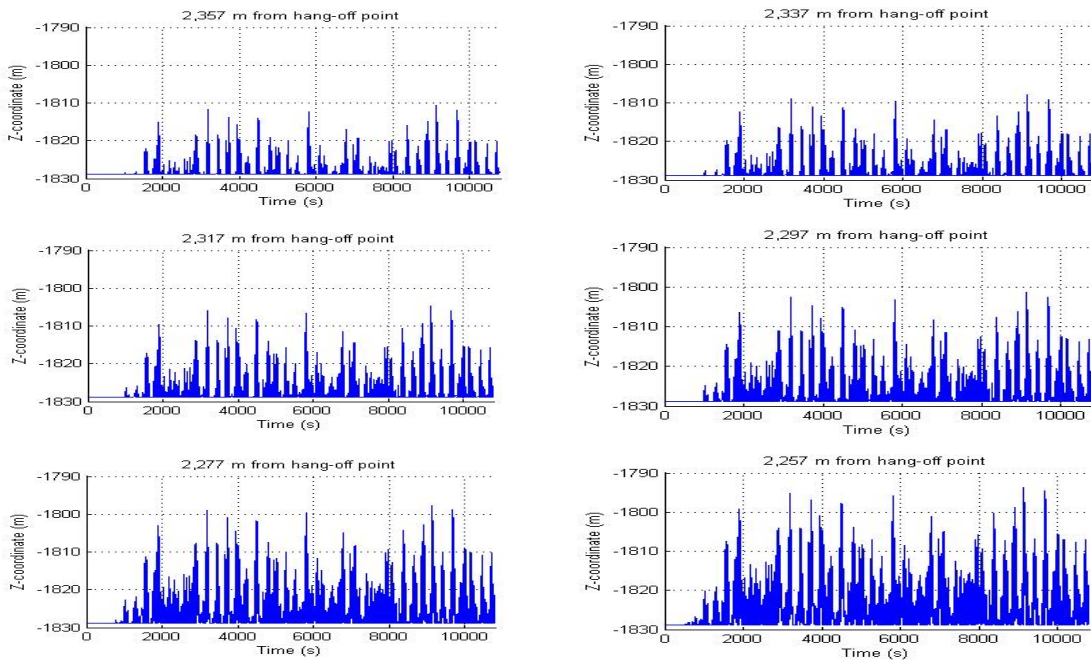 2,357 m from hang-off point
-1790
-1800
-1810
-1820
-1830
Z-coordinate (m)
0 2000 4000 6000 8000 10000
Time (s)
2,337 m from hang-off point
-1790
-1800
-1810
-1820
-1830
Z-coordinate (m)
0 2000 4000 6000 8000 10000
Time (s)
2,317 m from hang-off point
-1790
-1800
-1810
-1820
-1830
Z-coordinate (m)
0 2000 4000 6000 8000 10000
Time (s)
2,297 m from hang-off point
-1790
-1800
-1810
-1820
-1830
Z-coordinate (m)
0 2000 4000 6000 8000 10000
Time (s)
2,277 m from hang-off point
-1790
-1800
-1810
-1820
-1830
Z-coordinate (m)
0 2000 4000 6000 8000 10000
Time (s)
2,257 m from hang-off point
-1790
-1800
-1810
-1820
-1830
Z-coordinate (m)
0 2000 4000 6000 8000 10000
Time (s)